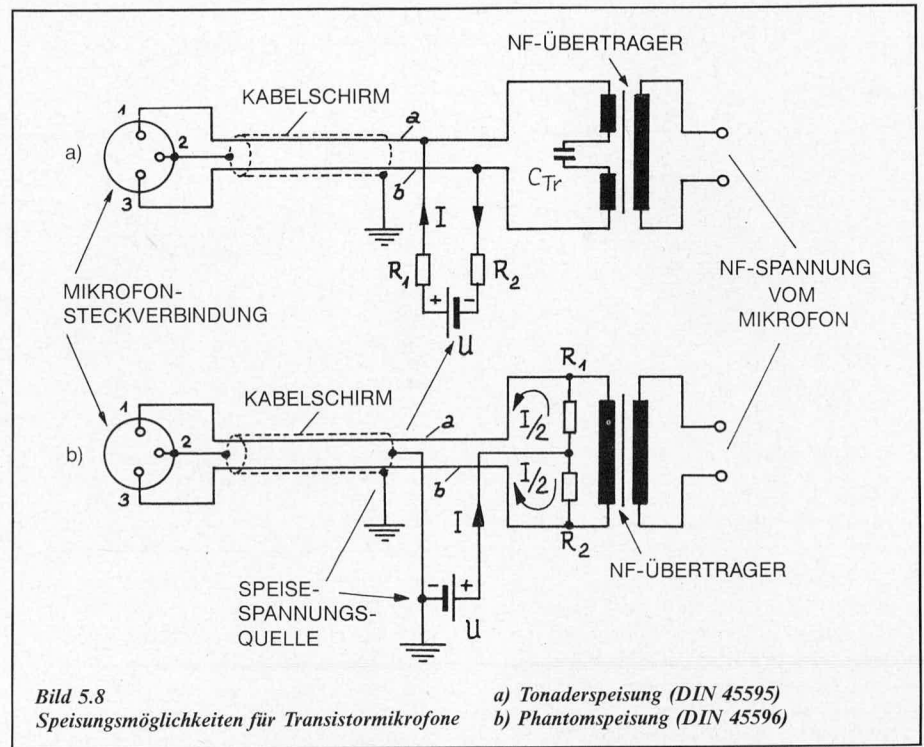 NF-ÜBERTRAGER
KABELSCHIRM
a)
1
2
3
a
b
C_Tr
I
R₁
R₂
+
-
U
MIKROFON-
STECKVERBINDUNG
NF-SPANNUNG
VOM
MIKROFON
KABELSCHIRM
b)
1
2
3
a
b
R₁
I/2
I/2
R₂
I
-
+
U
NF-ÜBERTRAGER
SPEISE-
SPANNUNGS-
QUELLE
Bild 5.8
Speisungsmöglichkeiten für Transistormikrofone
a) Tonaderspeisung (DIN 45595)
b) Phantomspeisung (DIN 45596)